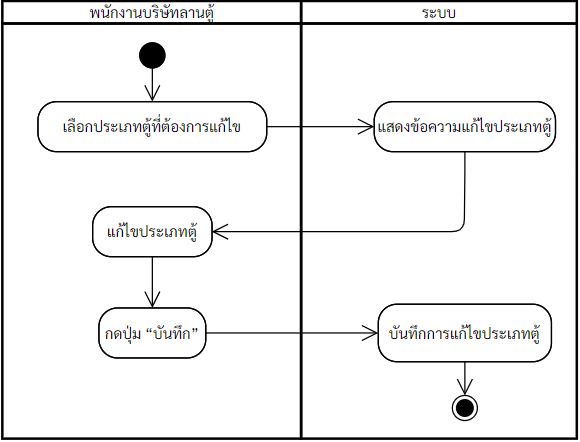 พนักงานบริษัทลานตู้
ระบบ
เลือกประเภทตู้ที่ต้องการแก้ไข
แสดงข้อความแก้ไขประเภทตู้
แก้ไขประเภทตู้
กดปุ่ม “บันทึก”
บันทึกการแก้ไขประเภทตู้